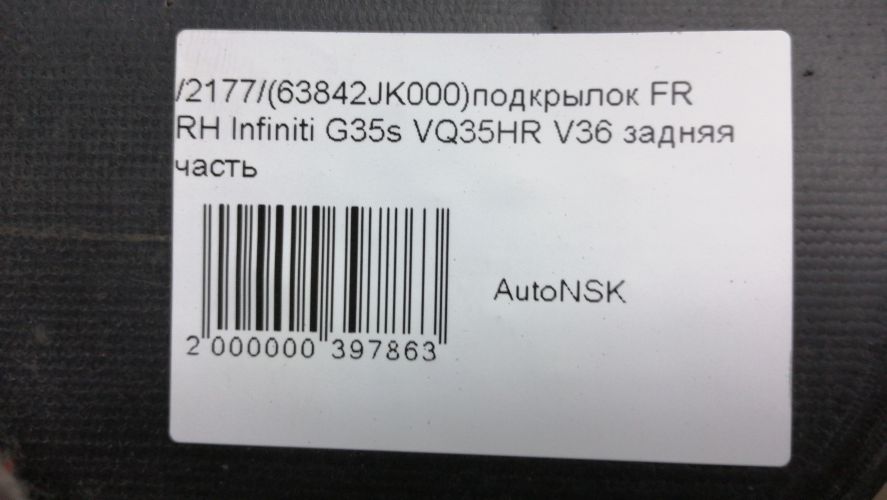 /2177/(63842JK000)подкрылок FR
RH Infiniti G35s VQ35HR V36 задняя
часть
AutoNSK
2 000000 397863